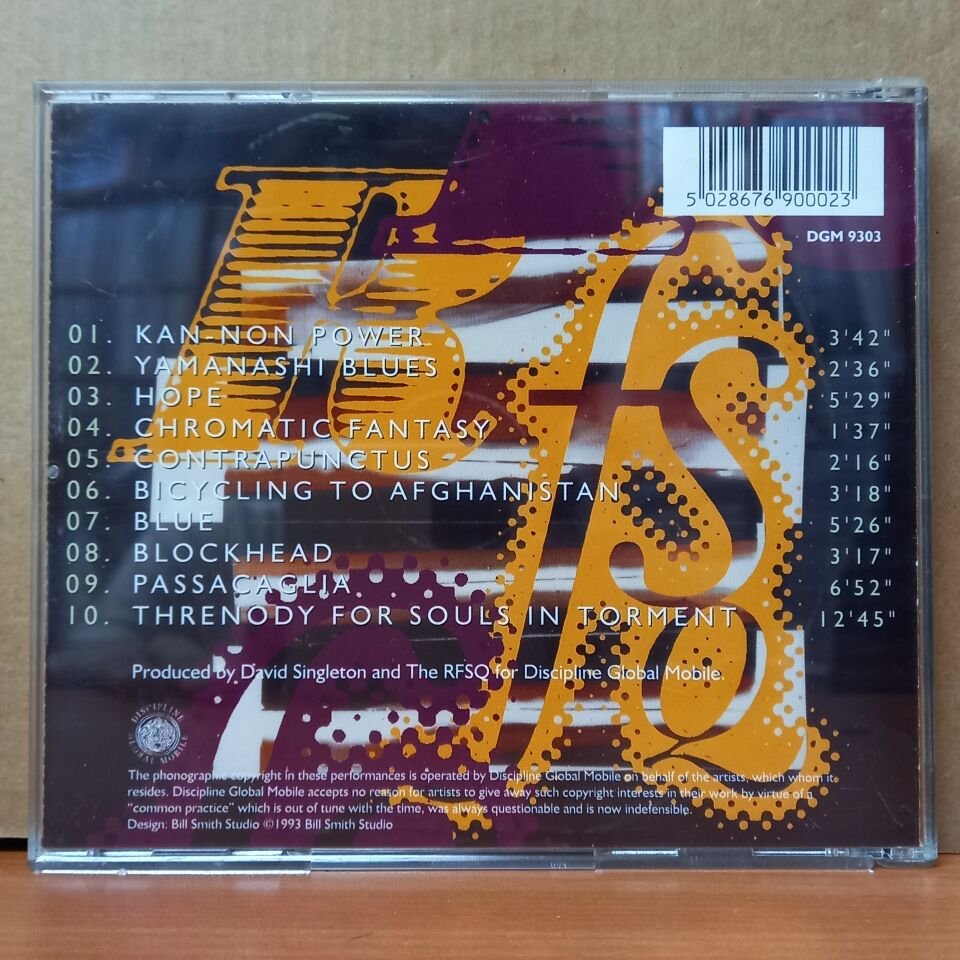 5 028676 900023
DGM 9303
01. KAN-NON POWER 3'42"
02. YAMANASHI BLUES 2'36"
03. HOPE 5'29"
04. CHROMATIC FANTASY 1'37"
05. CONTRAPUNCTUS 2'16"
06. BICYCLING TO AFGHANISTAN 3'18"
07. BLUE 5'26"
08. BLOCKHEAD 3'17"
09. PASSACAGLIA 6'52"
10. THRENODY FOR SOULS IN TORMENT 12'45"
Produced by David Singleton and The RFSQ for Discipline Global Mobile.
DISCIPLINE
GLOBAL MOBILE
The phonographic copyright in these performances is operated by Discipline Global Mobile on behalf of the artists, which whom it
resides. Discipline Global Mobile accepts no reason for artists to give away such copyright interests in their work by virtue of a
"common practice" which is out of tune with the time, was always questionable and is now indefensible.
Design: Bill Smith Studio ©1993 Bill Smith Studio